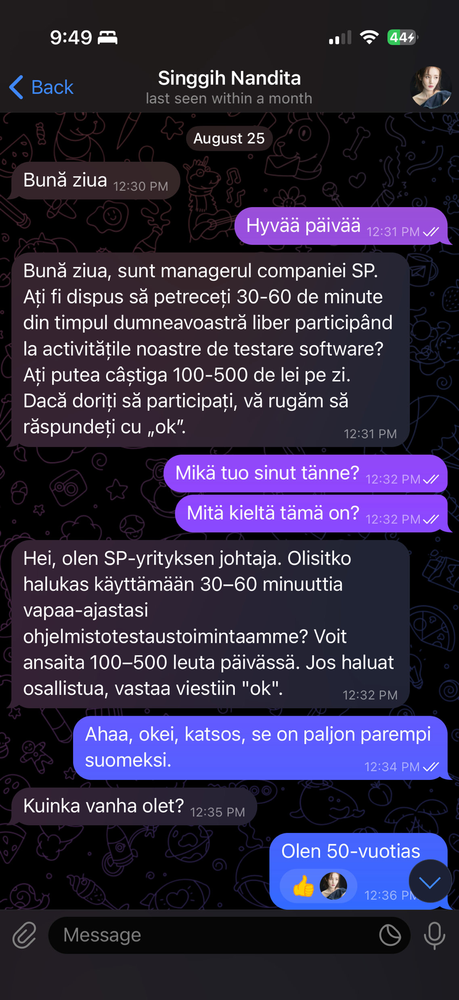 9:49
44
Back
Singgih Nandita
last seen within a month
August 25
Bună ziua 12:30 PM
Hyvää päivää 12:31 PM
Bună ziua, sunt managerul companiei SP.
Ați fi dispus să petreceți 30-60 de minute
din timpul dumneavoastră liber participând
la activitățile noastre de testare software?
Ați putea câștiga 100-500 de lei pe zi.
Dacă doriți să participați, vă rugăm să
răspundeți cu „ok”.
12:31 PM
Mikä tuo sinut tänne? 12:32 PM
Mitä kieltä tämä on? 12:32 PM
Hei, olen SP-yrityksen johtaja. Olisitko
halukas käyttämään 30–60 minuuttia
vapaa-ajastasi
ohjelmistotestaustoimintaamme? Voit
ansaita 100–500 leuta päivässä. Jos haluat
osallistua, vastaa viestiin "ok".
12:32 PM
Ahaa, okei, katsos, se on paljon parempi
suomeksi.
12:34 PM
Kuinka vanha olet? 12:35 PM
Olen 50-vuotias
12:36 PM
Message